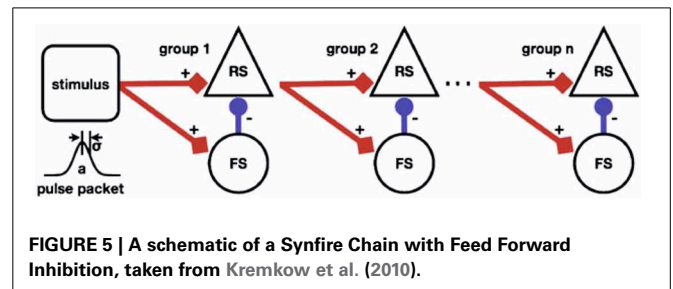 group 1
group 2
group n
stimulus
+
RS
+
RS
...
+
RS
+
-
+
-
+
-
σ
a
FS
FS
FS
pulse packet
FIGURE 5 | A schematic of a Synfire Chain with Feed Forward
Inhibition, taken from Kremkow et al. (2010).